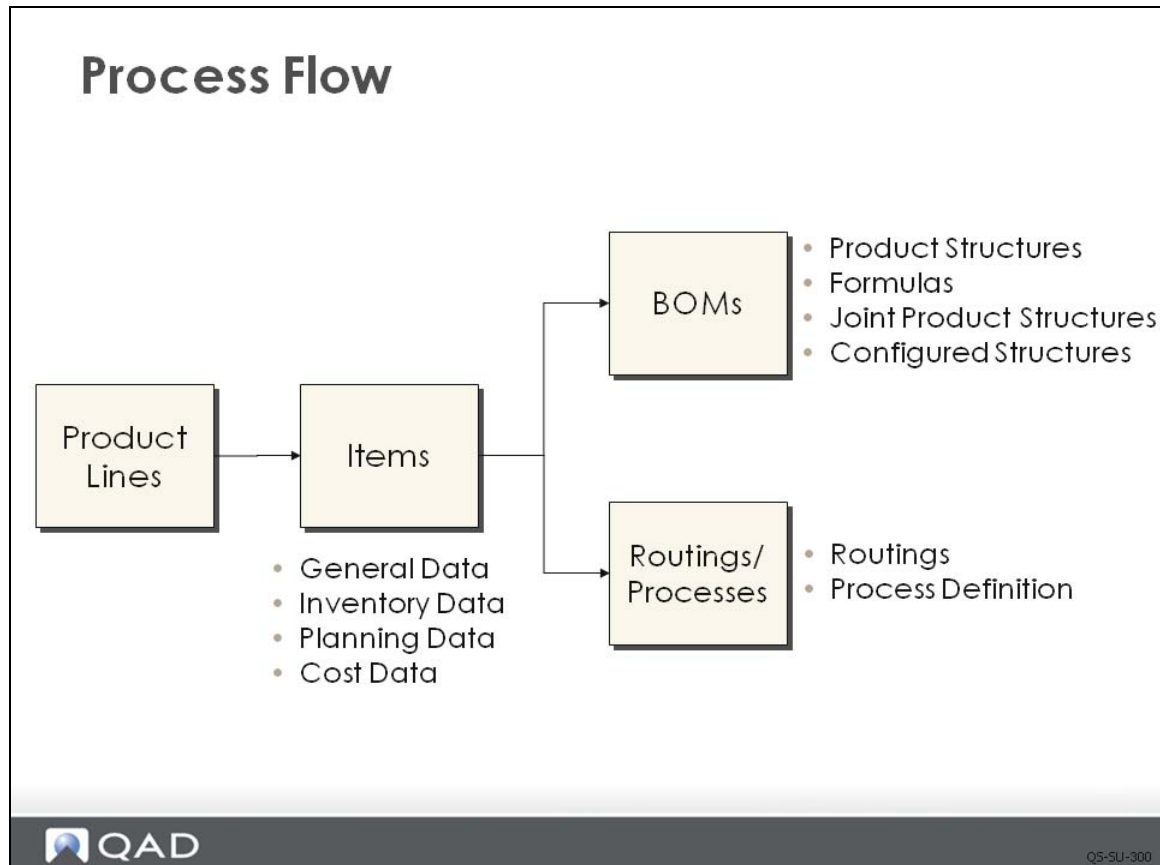 Process Flow
Product
Lines
Items
• General Data
• Inventory Data
• Planning Data
• Cost Data
BOMs
• Product Structures
• Formulas
• Joint Product Structures
• Configured Structures
Routings/
Processes
• Routings
• Process Definition
QAD
QS-SU-300